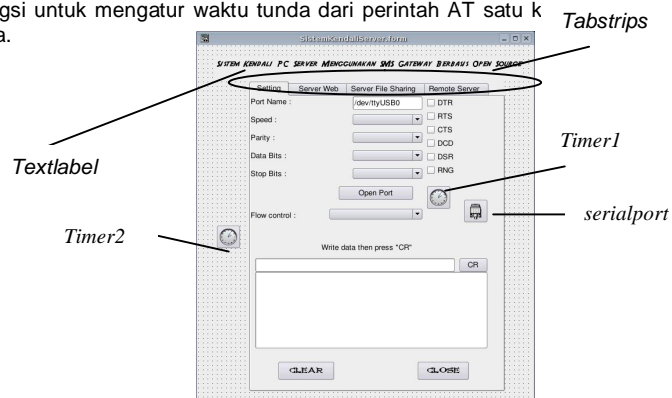 gsi untuk mengatur waktu tunda dari perintah AT satu k
a.
Tabstrips
SistemKendaliServer.form
SISTEM KENDALI PC SERVER MENGGUNAKAN SMS GATEWAY BERBASIS OPEN SOURCE
Setting Server Web Server File Sharing Remote Server
Port Name : /dev/ttyUSB0 DTR
Speed : RTS
CTS
Parity : DCD
Timer1
Data Bits : DSR
Textlabel
Stop Bits : RNG
Open Port
Flow control :
serialport
Timer2
Write data then press "CR"
CR
CLEAR CLOSE